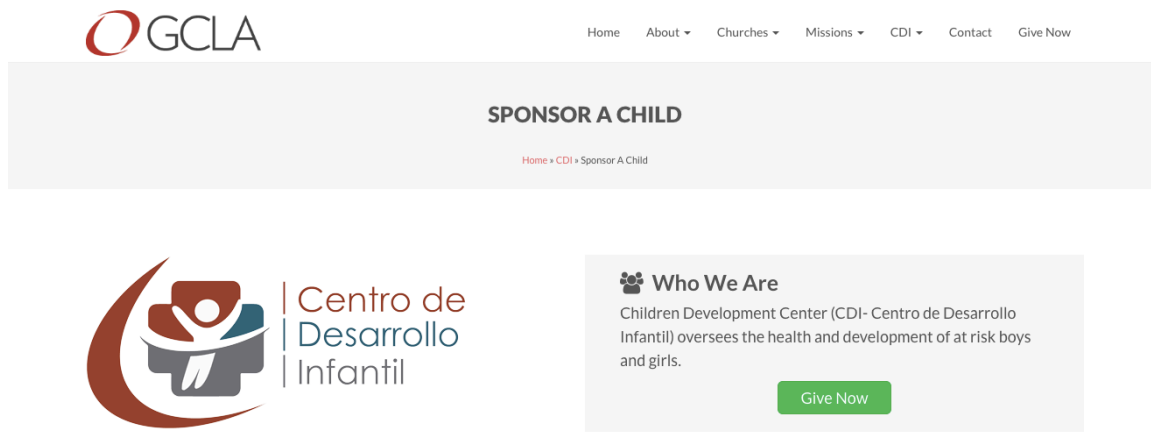 GCLA
Home About Churches Missions CDI Contact Give Now
SPONSOR A CHILD
Home » CDI » Sponsor A Child
Centro de
Desarrollo
Infantil
Who We Are
Children Development Center (CDI- Centro de Desarrollo
Infantil) oversees the health and development of at risk boys
and girls.
Give Now